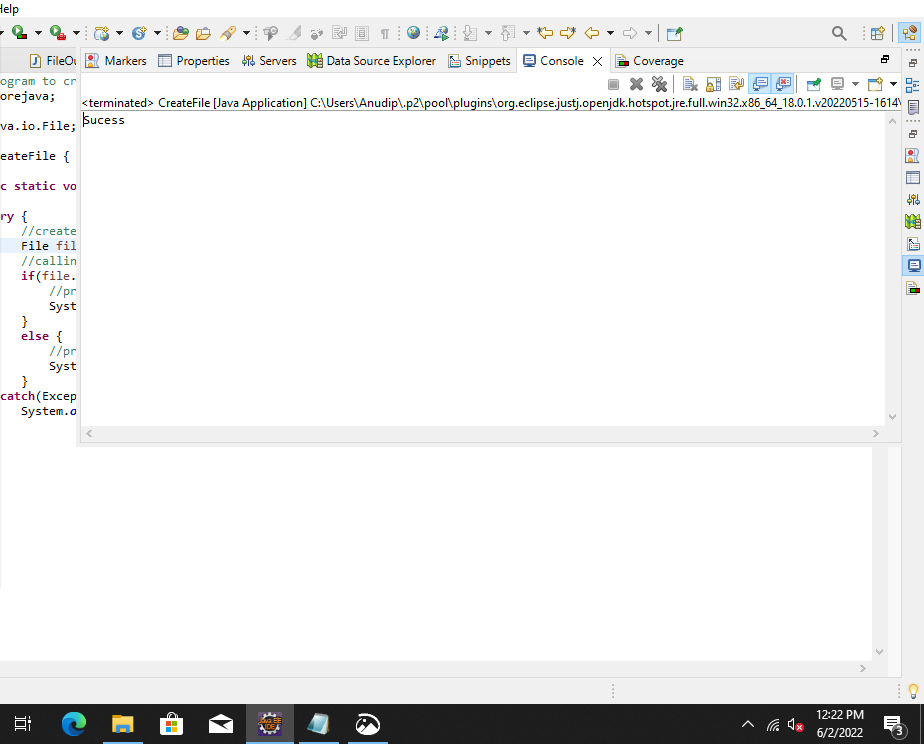 Help
FileOu
Markers
Properties
Servers
Data Source Explorer
Snippets
Console
Coverage
<terminated> CreateFile [Java Application] C:\Users\Anudip\.p2\pool\plugins\org.eclipse.justj.openjdk.hotspot.jre.full.win32.x86_64_18.0.1.v20220515-1614\
Sucess
ogram to cr
orejava;
va.io.File;
eateFile {
c static vo
ry {
//create
File fil
//callin
if(file.
//pr
Syst
}
else {
//pr
Syst
}
catch(Excep
System.o
12:22 PM
6/2/2022
3